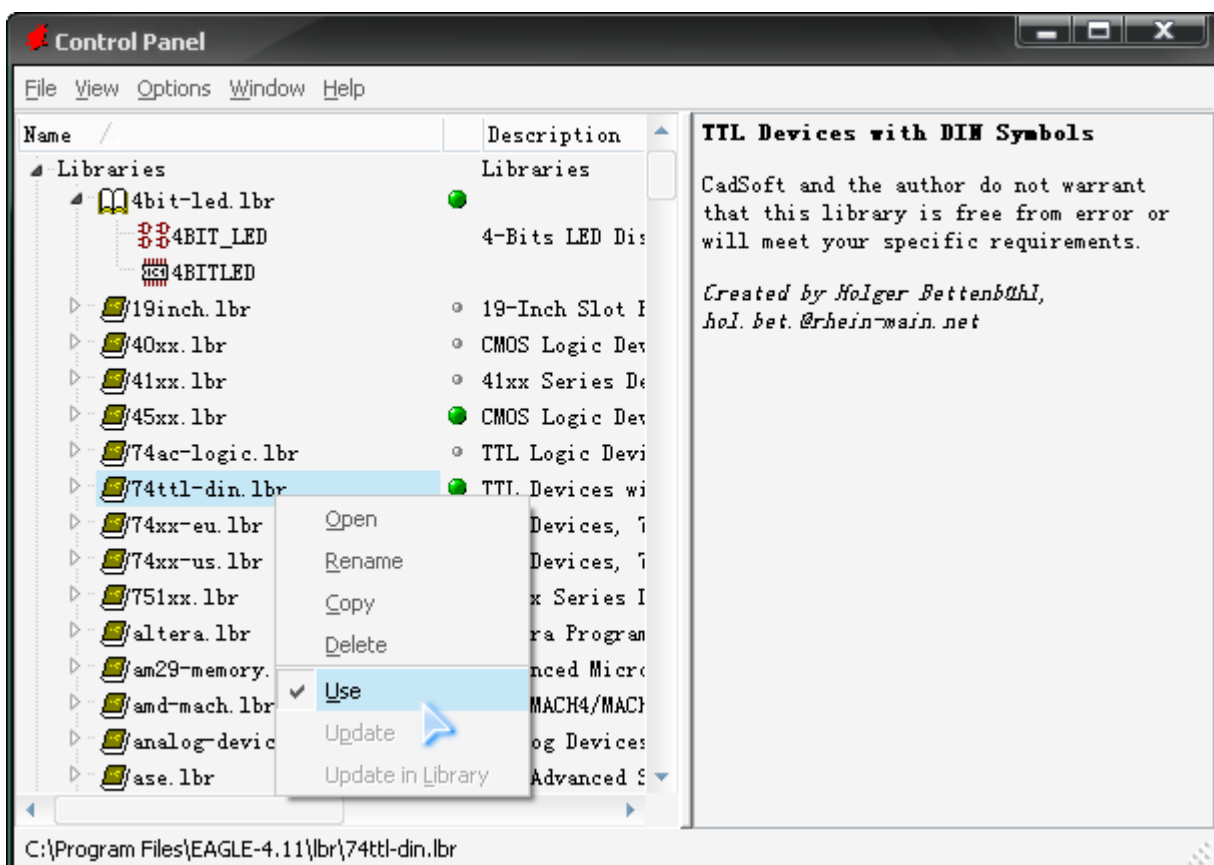 Control Panel
File View Options Window Help
Name Description
Libraries Libraries
4bit-led.lbr
4BIT_LED 4-Bits LED Dis
4BITLED
19inch.lbr 19-Inch Slot
40xx.lbr CMOS Logic Dev
41xx.lbr 41xx Series De
45xx.lbr CMOS Logic Dev
74ac-logic.lbr TTL Logic Devi
74ttl-din.lbr TTL Devices wi
74xx-eu.lbr Devices, 7
74xx-us.lbr Devices, 7
751xx.lbr x Series
altera.lbr ra Program
am29-memory. nced Micro
amd-mach.lbr MACH4/MACH
analog-devic og Devices
ase.lbr Advanced S
Open
Rename
Copy
Delete
Use
Update
Update in Library
TTL Devices with DIN Symbols
CadSoft and the author do not warrant
that this library is free from error or
will meet your specific requirements.
Created by Holger Bettenbühl,
hol.bet.@rhein-main.net
C:\Program Files\EAGLE-4.11\lbr\74ttl-din.lbr